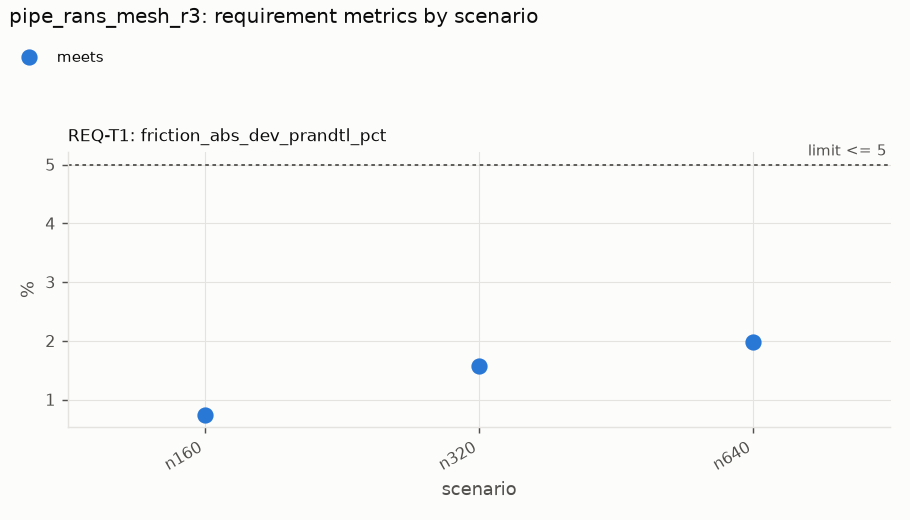 pipe_rans_mesh_r3: requirement metrics by scenario
meets
REQ-T1: friction_abs_dev_prandtl_pct
limit <= 5
5
4
3
2
1
%
n160
n320
n640
scenario